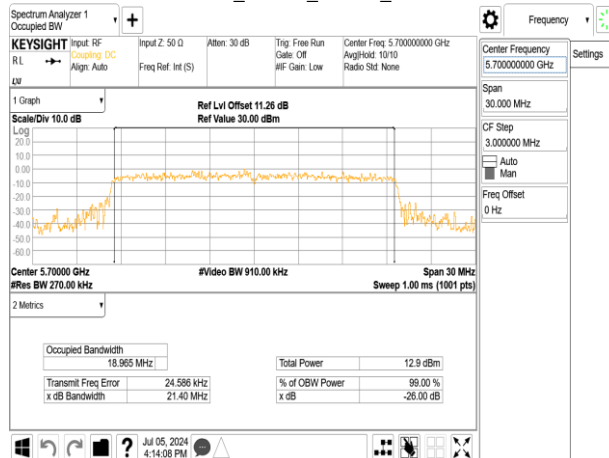 Spectrum Analyzer 1
Occupied BW
Frequency
KEYSIGHT
Input: RF
Input Z: 50 Ω
Atten: 30 dB
Trig: Free Run
Center Freq: 5.700000000 GHz
RL
Coupling: DC
Gate: Off
Avg|Hold: 10/10
Align: Auto
Freq Ref: Int (S)
#IF Gain: Low
Radio Std: None
Center Frequency
5.700000000 GHz
Settings
Span
30.000 MHz
CF Step
3.000000 MHz
Auto
Man
Freq Offset
0 Hz
1 Graph
Ref Lvl Offset 11.26 dB
Scale/Div 10.0 dB
Ref Value 30.00 dBm
Log
20.0
10.0
0.00
-10.0
-20.0
-30.0
-40.0
-50.0
-60.0
Center 5.70000 GHz
#Video BW 910.00 kHz
Span 30 MHz
#Res BW 270.00 kHz
Sweep 1.00 ms (1001 pts)
2 Metrics
Occupied Bandwidth
18.965 MHz
Total Power
12.9 dBm
Transmit Freq Error
24.586 kHz
% of OBW Power
99.00 %
x dB Bandwidth
21.40 MHz
x dB
-26.00 dB
?
Jul 05, 2024
4:14:08 PM